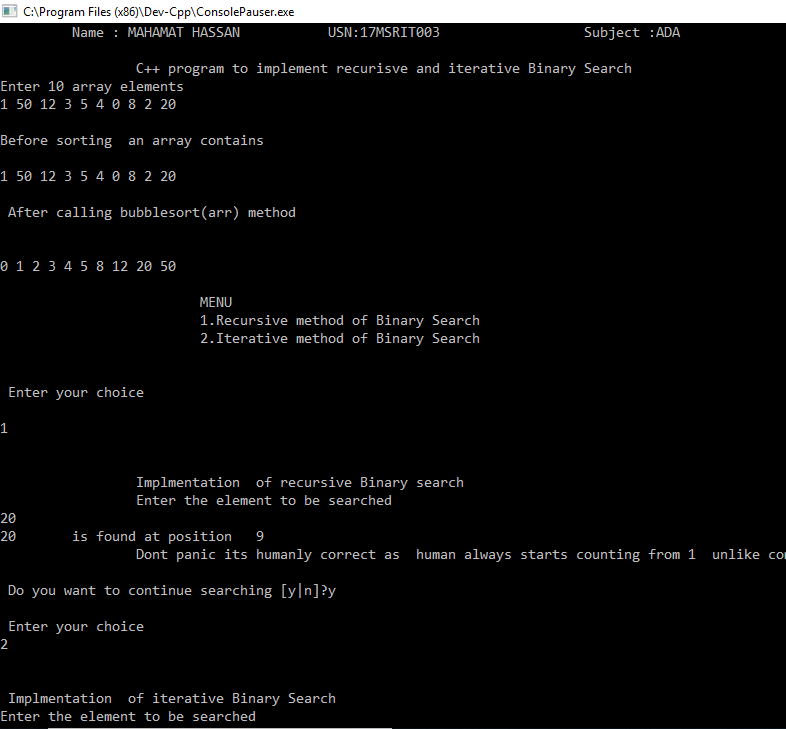 C:\Program Files (x86)\Dev-Cpp\ConsolePauser.exe
Name : MAHAMAT HASSAN USN:17MSRIT003 Subject :ADA
C++ program to implement recurisve and iterative Binary Search
Enter 10 array elements
1 50 12 3 5 4 0 8 2 20
Before sorting  an array contains
1 50 12 3 5 4 0 8 2 20
After calling bubblesort(arr) method
0 1 2 3 4 5 8 12 20 50
MENU
1.Recursive method of Binary Search
2.Iterative method of Binary Search
Enter your choice
1
Implmentation  of recursive Binary search
Enter the element to be searched
20
20 is found at position   9
Dont panic its humanly correct as  human always starts counting from 1  unlike
Do you want to continue searching [y|n]?y
Enter your choice
2
Implmentation  of iterative Binary Search
Enter the element to be searched